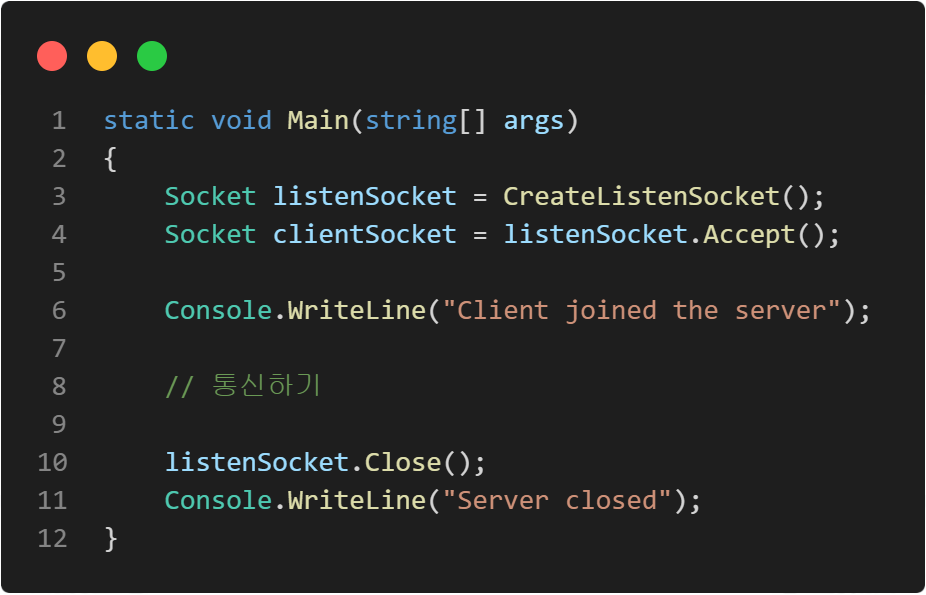 1 static void Main(string[] args)
2 {
3     Socket listenSocket = CreateListenSocket();
4     Socket clientSocket = listenSocket.Accept();
5
6     Console.WriteLine("Client joined the server");
7
8     // 통신하기
9
10     listenSocket.Close();
11     Console.WriteLine("Server closed");
12 }